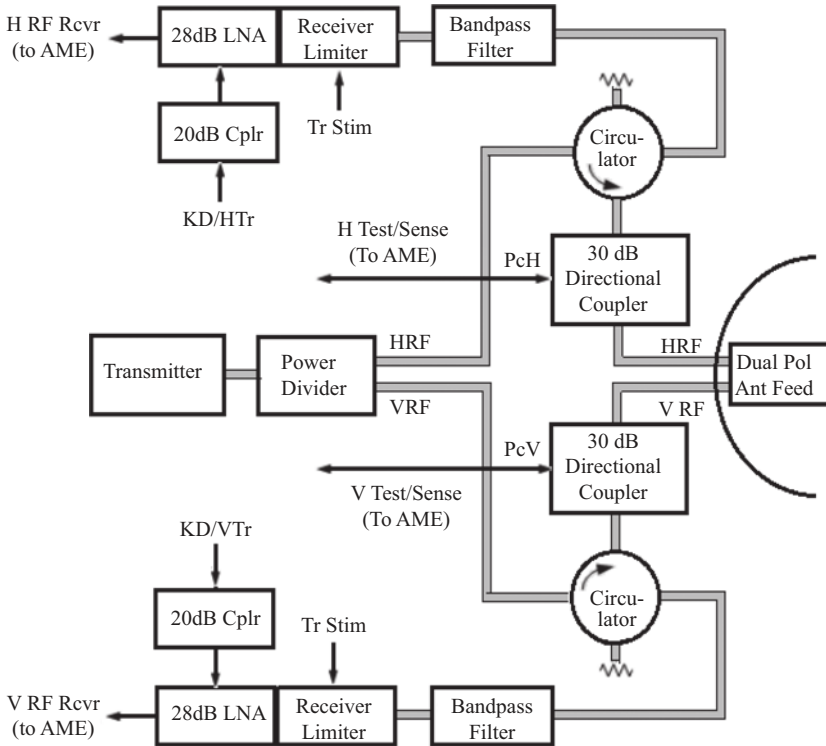 H RF Rcvr
(to AME)
28dB LNA
Receiver
Limiter
Bandpass
Filter
20dB Cplr
Tr Stim
KD/HTr
Circu-
lator
H Test/Sense
(To AME)
PcH
30 dB
Directional
Coupler
Transmitter
Power
Divider
HRF
VRF
HRF
V RF
Dual Pol
Ant Feed
PcV
V Test/Sense
(To AME)
30 dB
Directional
Coupler
KD/VTr
20dB Cplr
Tr Stim
Circu-
lator
V RF Rcvr
(to AME)
28dB LNA
Receiver
Limiter
Bandpass
Filter